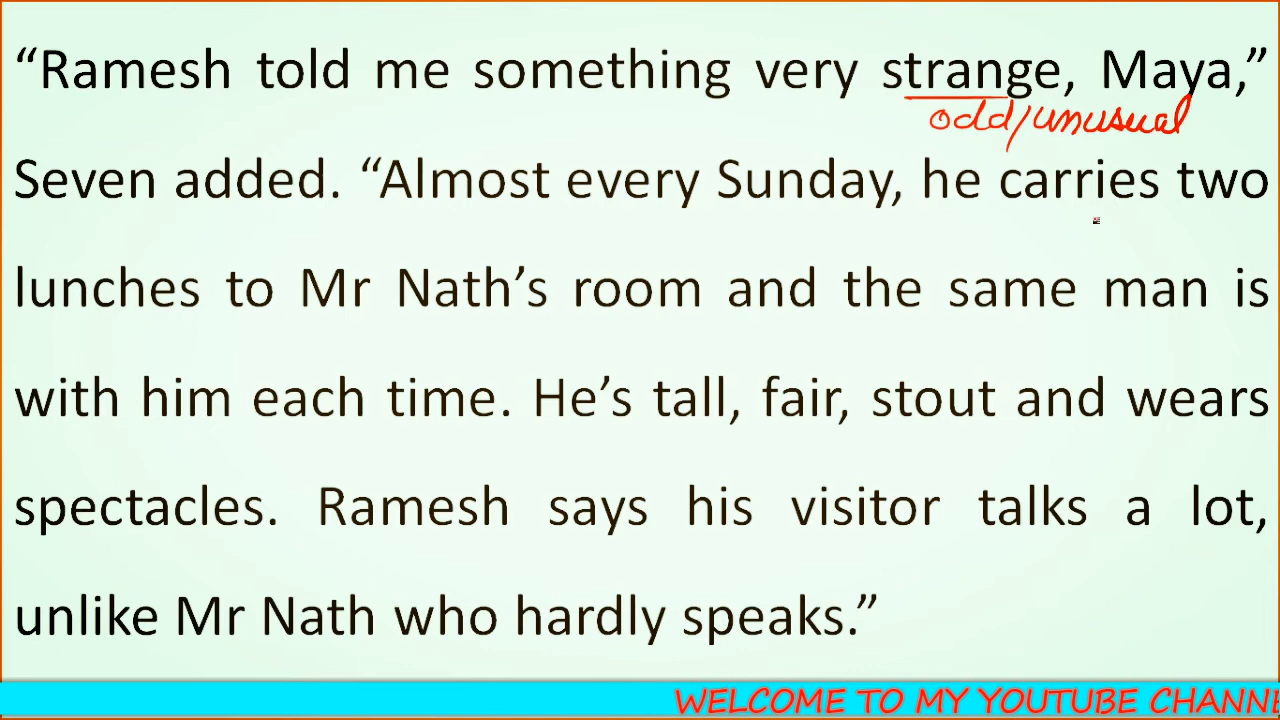 “Ramesh told me something very strange, Maya,”
odd/unusual
Seven added. “Almost every Sunday, he carries two
lunches to Mr Nath’s room and the same man is
with him each time. He’s tall, fair, stout and wears
spectacles. Ramesh says his visitor talks a lot,
unlike Mr Nath who hardly speaks.”
WELCOME TO MY YOUTUBE CHANNE